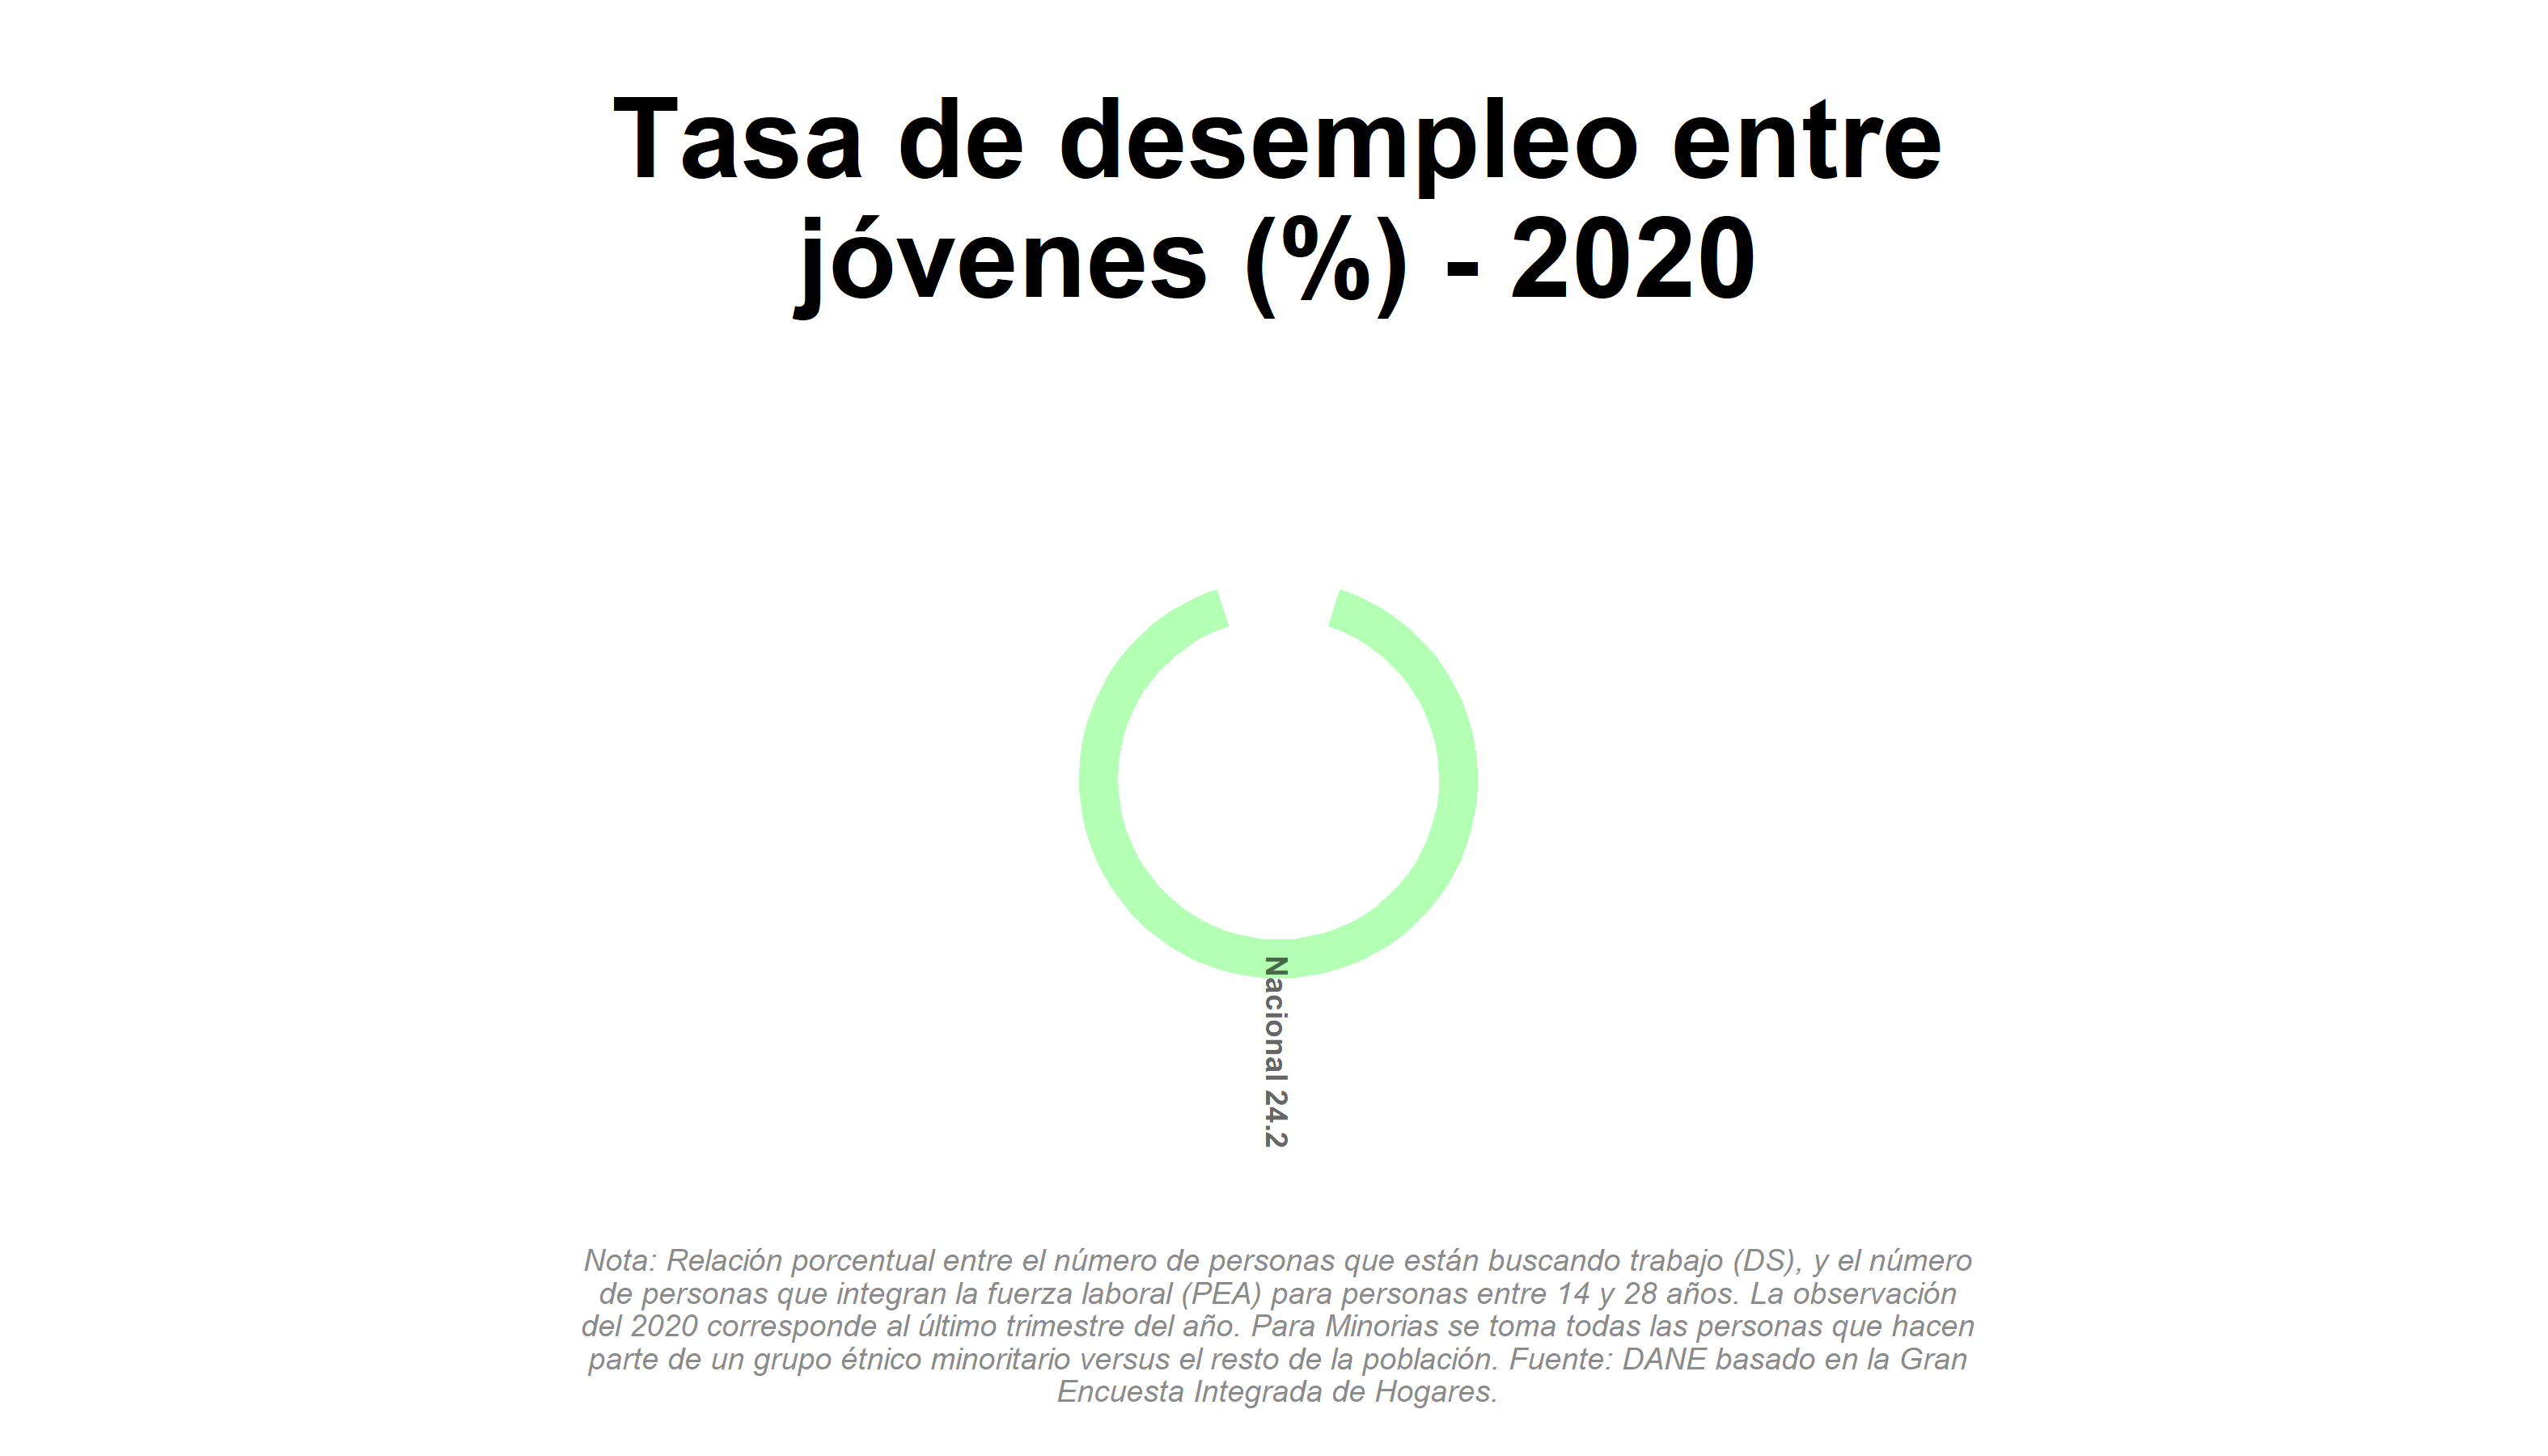 Tasa de desempleo entre
jóvenes (%) - 2020
Nacional 24.2
Nota: Relación porcentual entre el número de personas que están buscando trabajo (DS), y el número
de personas que integran la fuerza laboral (PEA) para personas entre 14 y 28 años. La observación
del 2020 corresponde al último trimestre del año. Para Minorias se toma todas las personas que hacen
parte de un grupo étnico minoritario versus el resto de la población. Fuente: DANE basado en la Gran
Encuesta Integrada de Hogares.